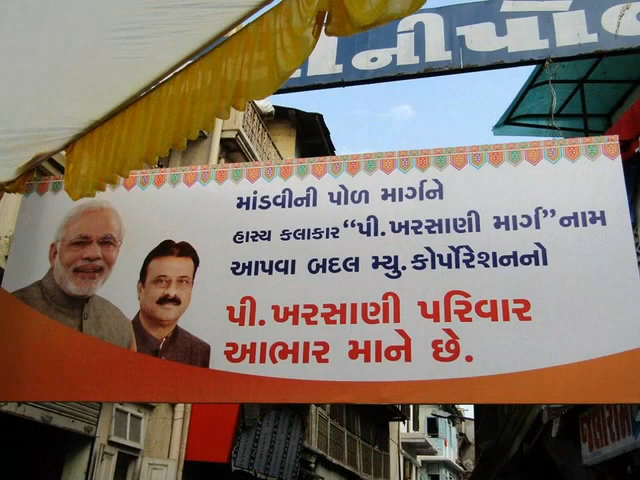 માંડવીની પોળ માર્ગને
હાસ્ય કલાકાર “પી. ખરસાણી માર્ગ” નામ
આપવા બદલ મ્યુ. કોર્પોરેશનનો
પી. ખરસાણી પરિવાર
આભાર માને છે.